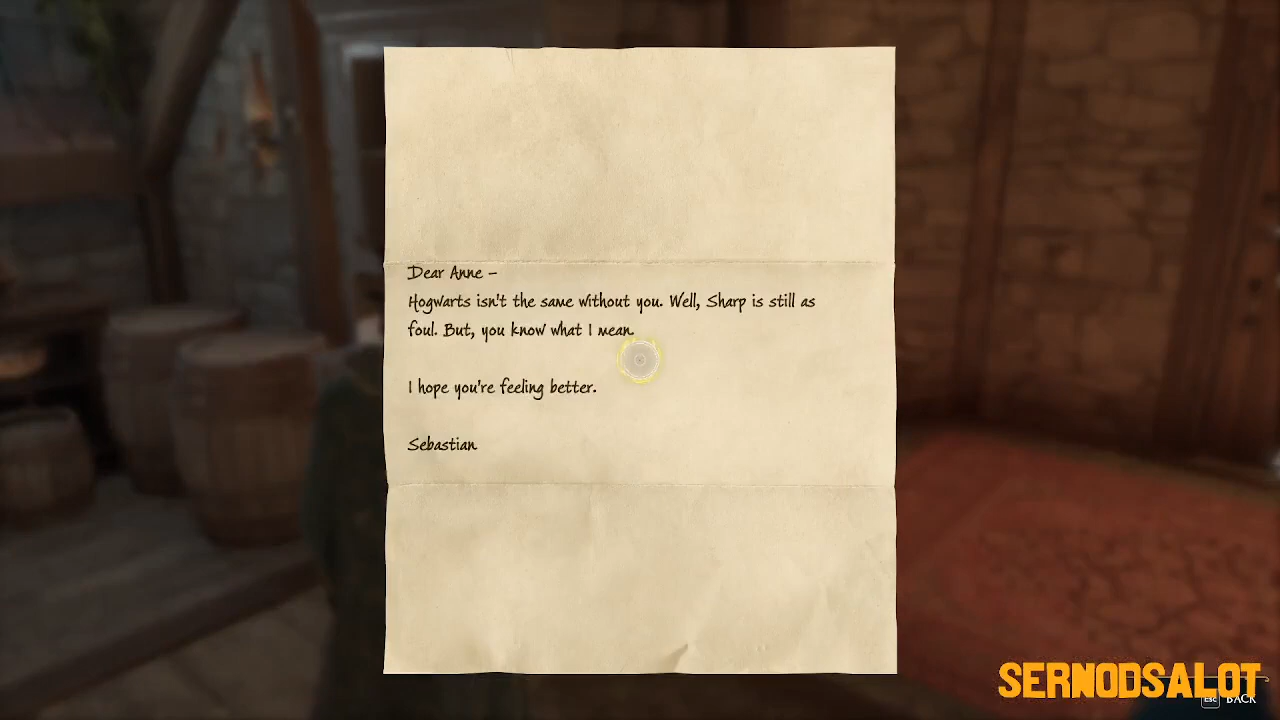 Dear Anne –
Hogwarts isn't the same without you. Well, Sharp is still as
foul. But, you know what I mean.
I hope you're feeling better.
Sebastian
SERNODSALOT
Esc BACK